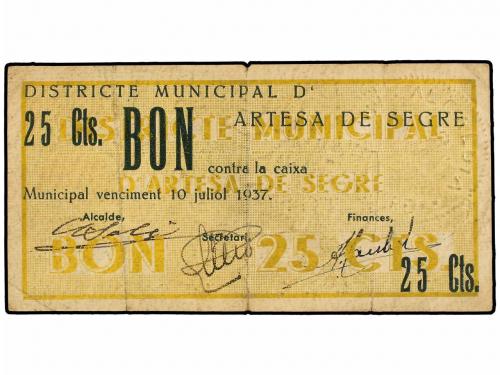 DISTRICTE MUNICIPAL D'
ARTESA DE SEGRE
25 Cts. BON
contra la caixa
Municipal venciment 10 juliol 1937.
Alcalde,
Secretari,
Finances,
25 Cts.
DISTRICTE MUNICIPAL
D'ARTESA DE SEGRE
BON 25 CTS.